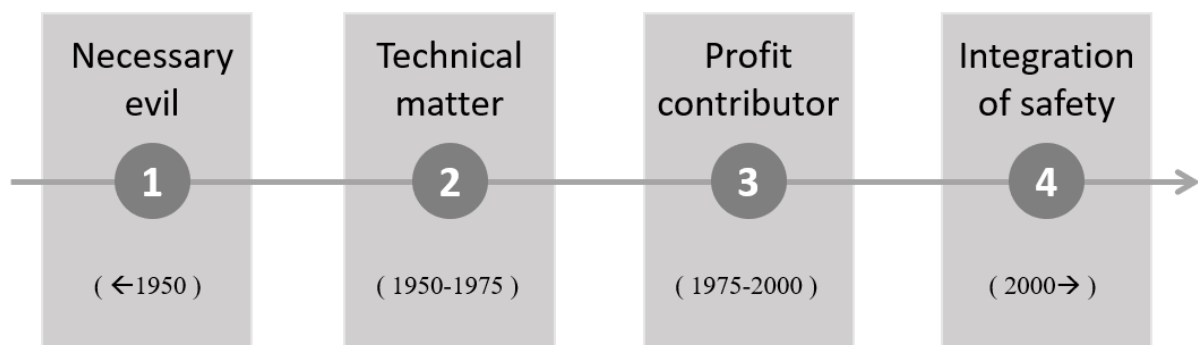 Necessary
evil
1
( ←1950 )
Technical
matter
2
( 1950-1975 )
Profit
contributor
3
( 1975-2000 )
Integration
of safety
4
( 2000→ )